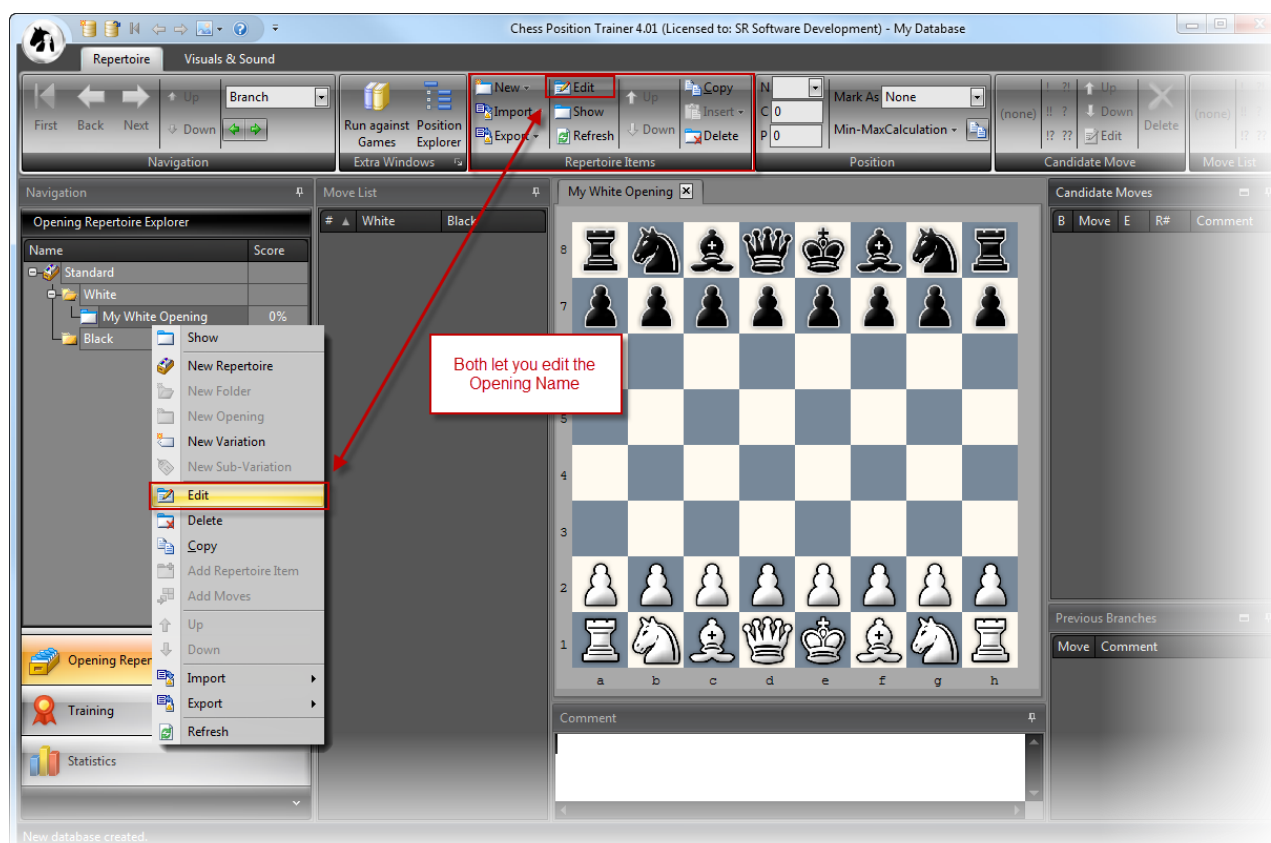 Chess Position Trainer 4.01 (Licensed to: SR Software Development) - My Database
Repertoire Visuals & Sound
First Back Next Up Down Branch
Navigation
Run against Games Position Explorer
Extra Windows
New Import Export Edit Show Refresh Up Down Copy Insert Delete
Repertoire Items
N C 0 P 0 Mark As None Min-MaxCalculation
Position
(none) ?! !! ? !? ?? Up Down Edit Delete
Candidate Move
(none)
Move List
Navigation
Opening Repertoire Explorer
Name Score
Standard
White
My White Opening 0%
Black
Show
New Repertoire
New Folder
New Opening
New Variation
New Sub-Variation
Edit
Delete
Copy
Add Repertoire Item
Add Moves
Up
Down
Import
Export
Refresh
Opening Reper
Training
Statistics
New database created.
Move List
# White Black
Both let you edit the
Opening Name
My White Opening
8
7
5
4
3
2
1
a b c d e f g h
Comment
Candidate Moves
B Move E R# Comment
Previous Branches
Move Comment